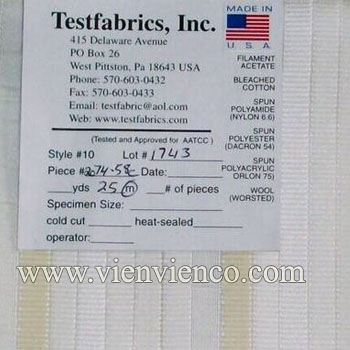 Testfabrics, Inc.
415 Delaware Avenue
PO Box 26
West Pittston, Pa 18643 USA
Phone: 570-603-0432
Fax: 570-603-0433
Email: testfabric@aol.com
Web: www.testfabrics.com
(Tested and Approved for AATCC)
Style #10 Lot # 1743
Piece # Date:
yds 25 m # of pieces
Specimen Size:
cold cut heat-sealed
operator:
MADE IN
U.S.A.
FILAMENT
ACETATE
BLEACHED
COTTON
SPUN
POLYAMIDE
(NYLON 6.6)
SPUN
POLYESTER
(DACRON 54)
SPUN
POLYACRYLIC
ORLON 75)
WOOL
(WORSTED)
www.vienvienco.com